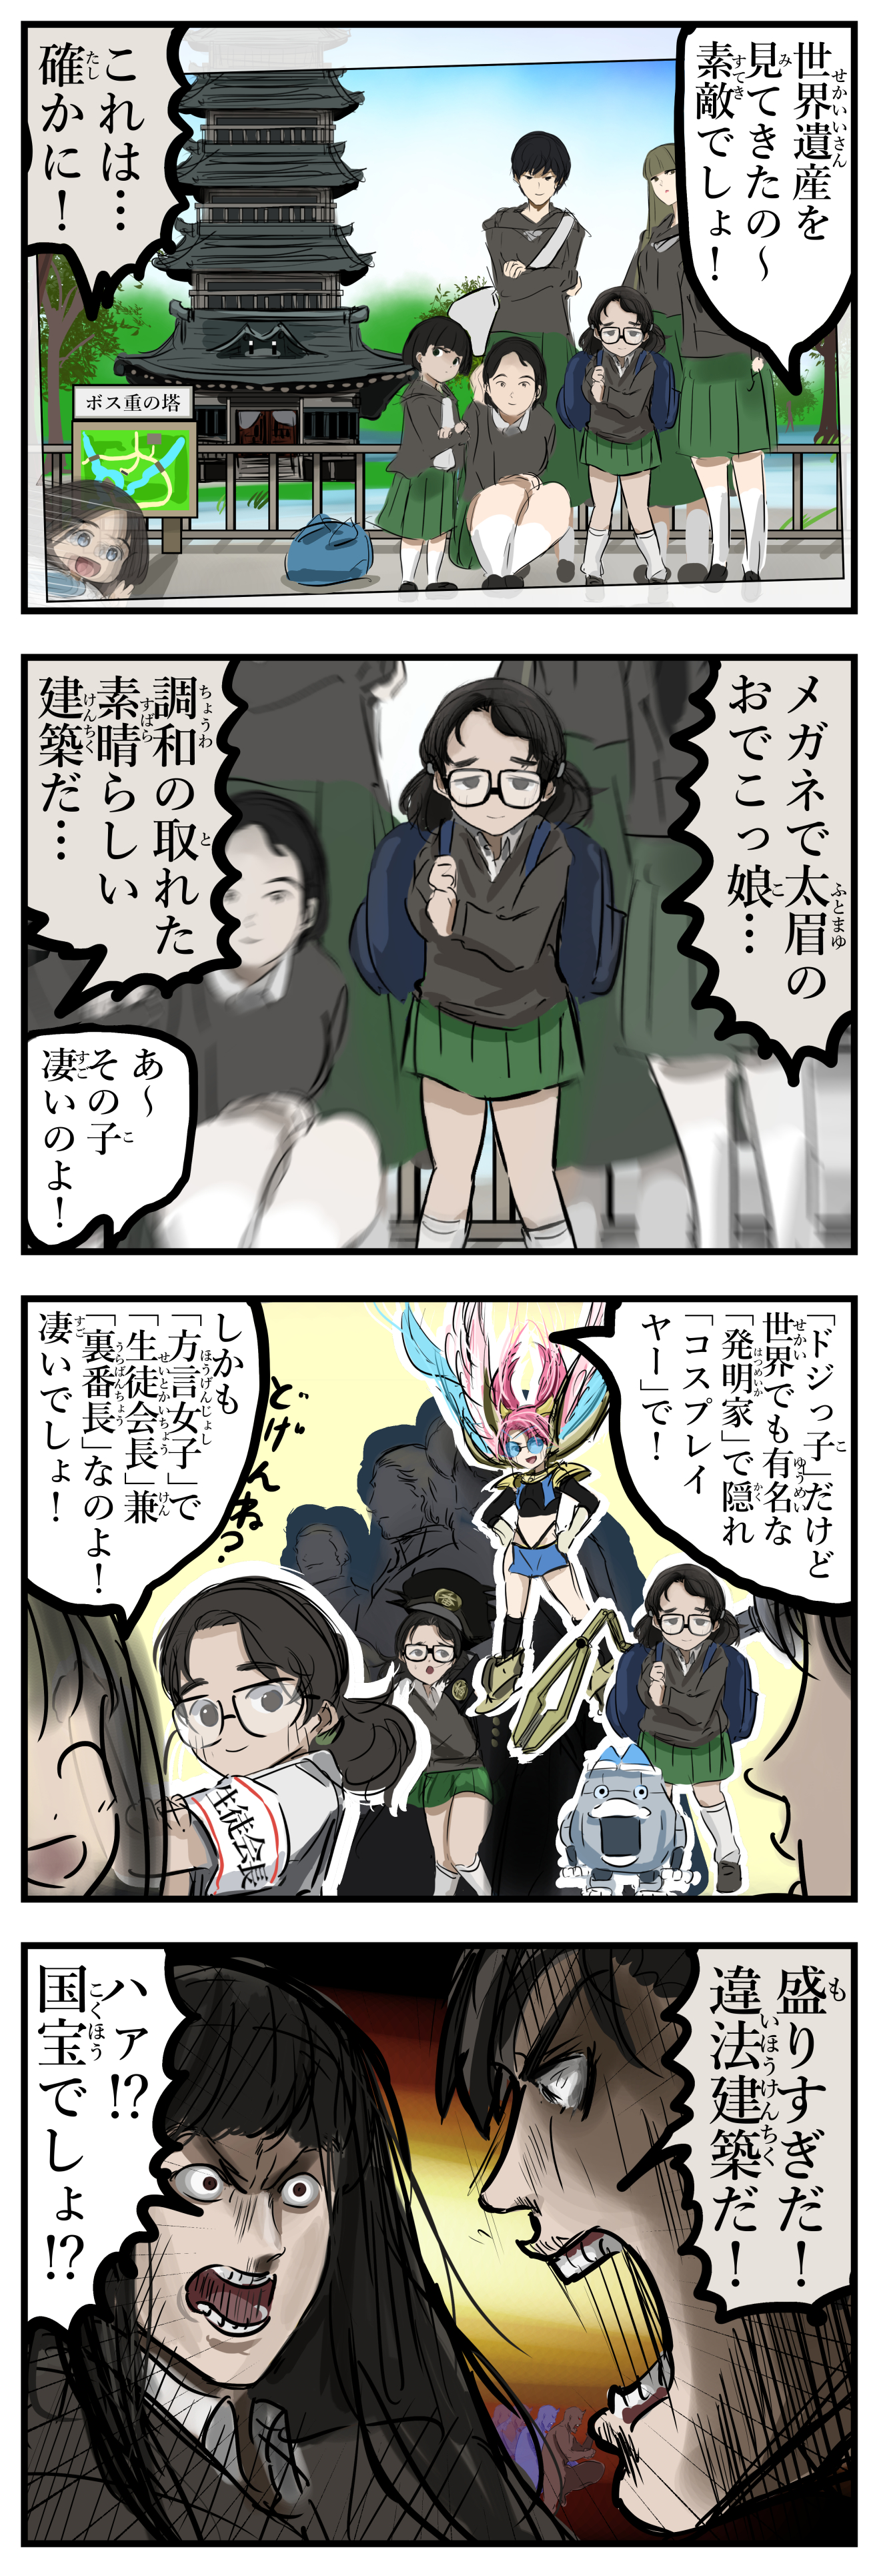 世界遺産を
見てきたの〜
素敵でしょ！
これは…
確かに！
ボス重の塔
メガネで太眉の
おでこっ娘…
調和の取れた
素晴らしい
建築だ…
あ〜
その子
凄いのよ！
「ドジっ子」だけど
世界でも有名な
「発明家」で隠れ
「コスプレイ
ヤー」で！
しかも
「方言女子」で
「生徒会長」兼
「裏番長」なのよ！
凄いでしょ！
どげんね？
生徒会長
盛りすぎだ！
違法建築だ！
ハァ!?
国宝でしょ!?